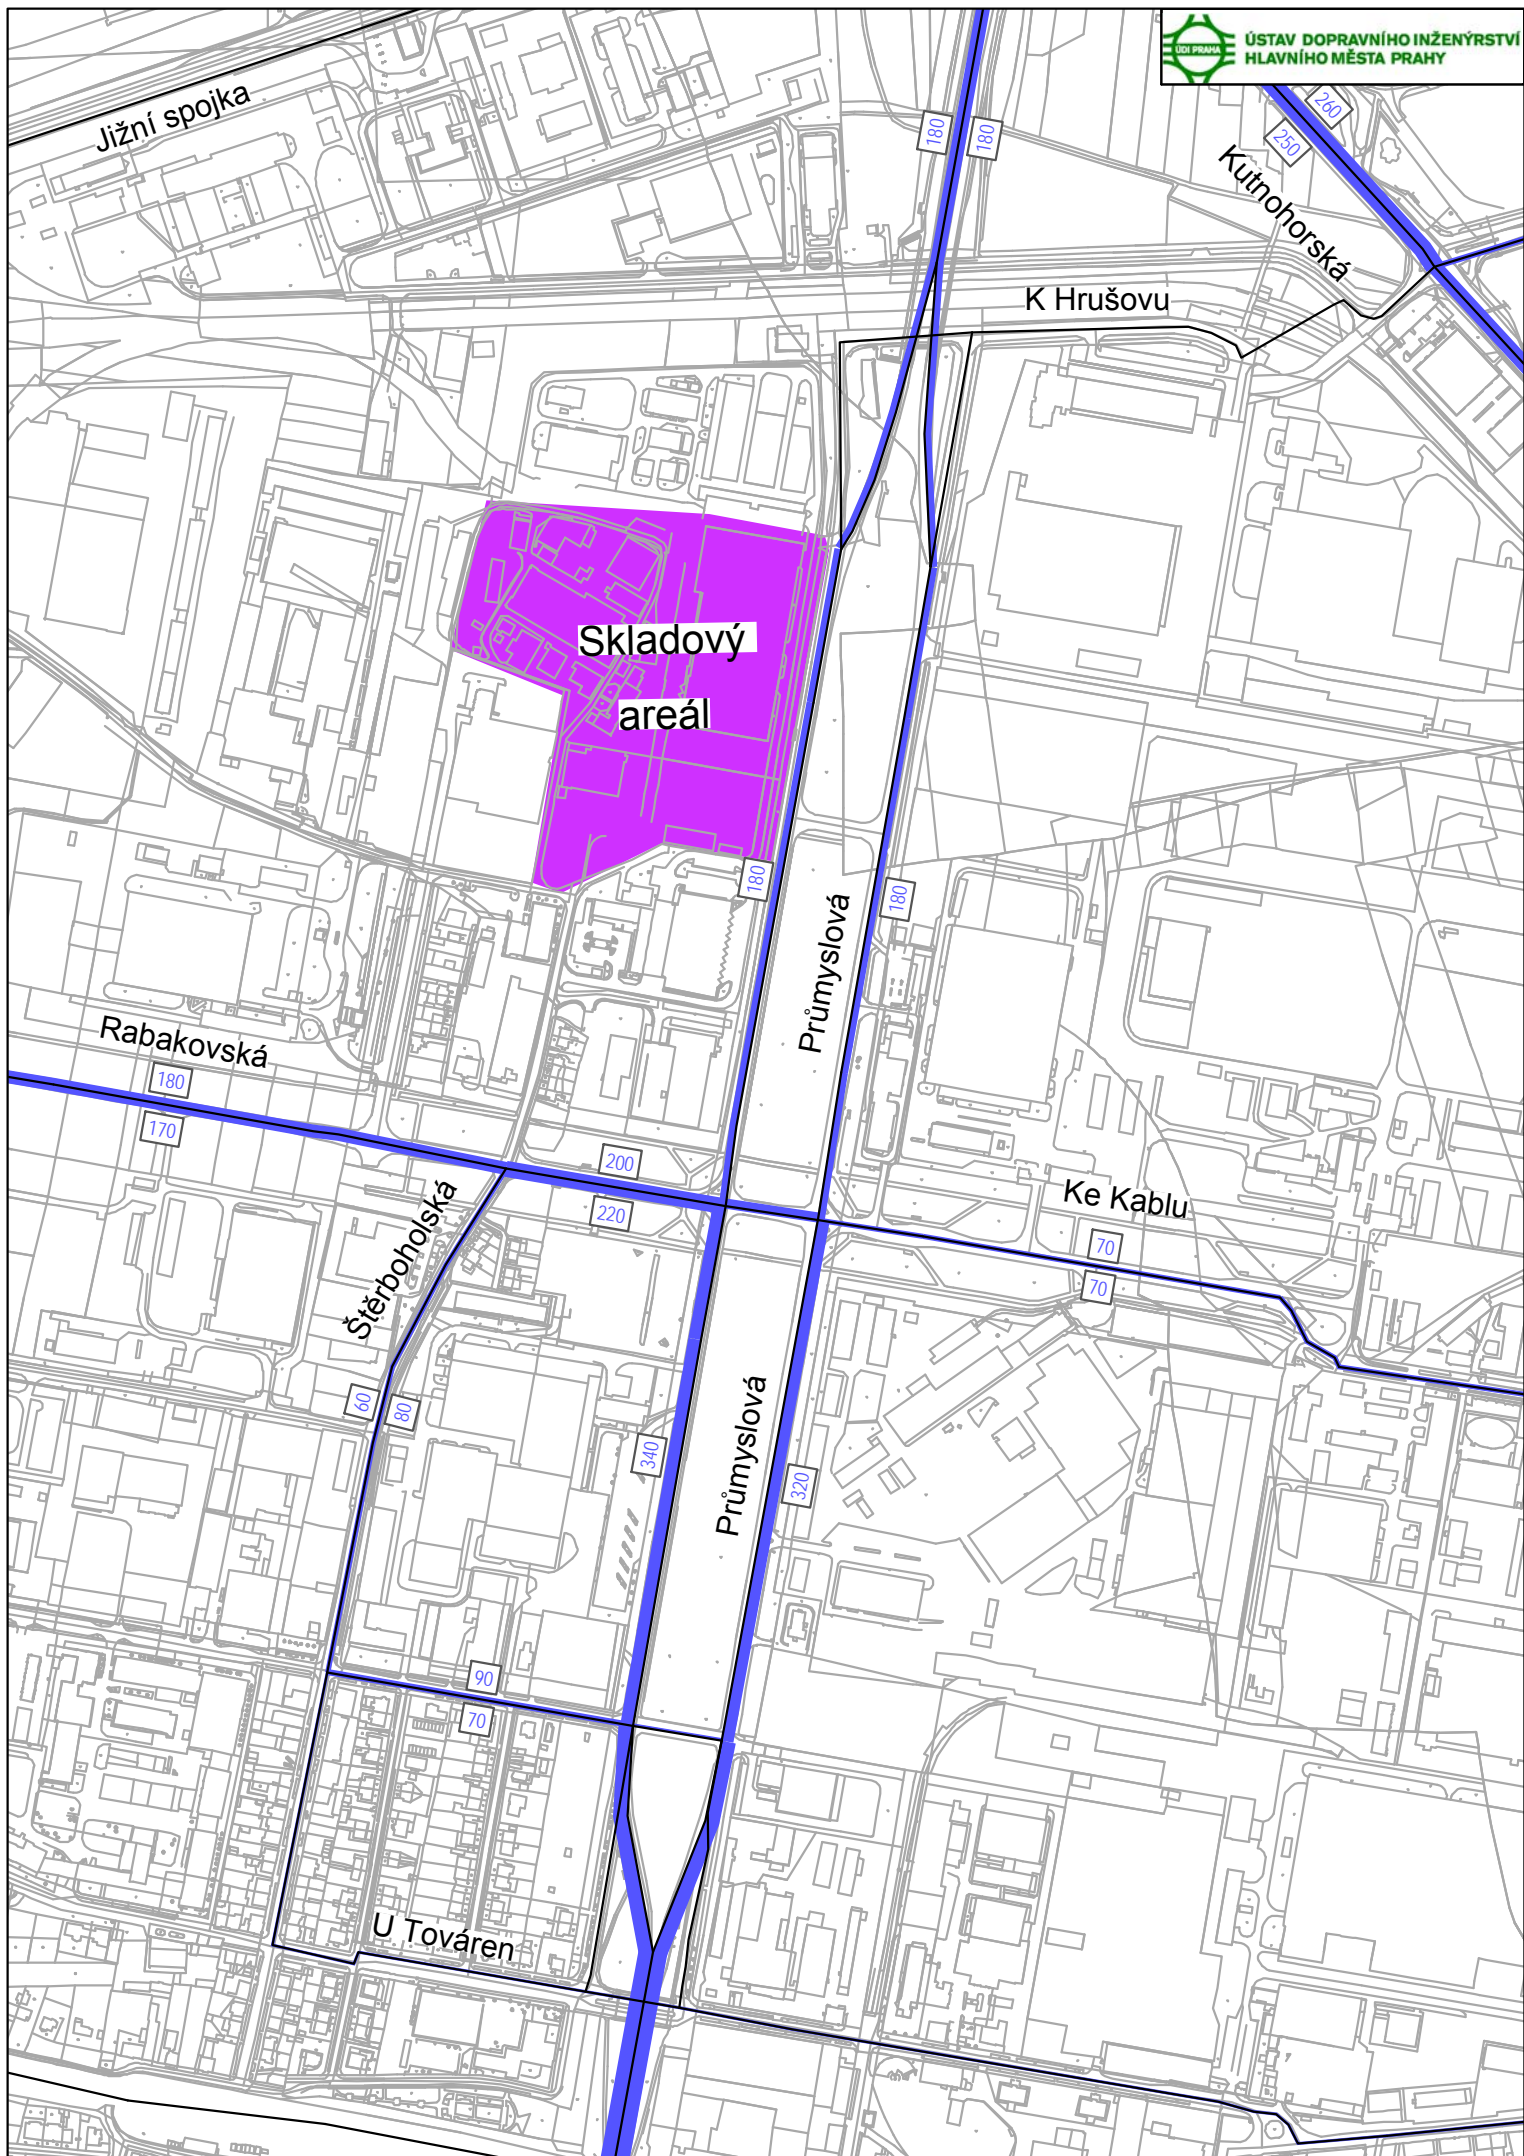 ÚDI PRAHA
ÚSTAV DOPRAVNÍHO INŽENÝRSTVÍ
HLAVNÍHO MĚSTA PRAHY
Jižní spojka
180
180
260
250
Kutnohorská
K Hrušovu
Skladový
areál
180
180
Průmyslová
Rabakovská
180
170
200
220
Štěrboholská
Ke Kablu
70
70
60
80
340
Průmyslová
320
90
70
U Továren